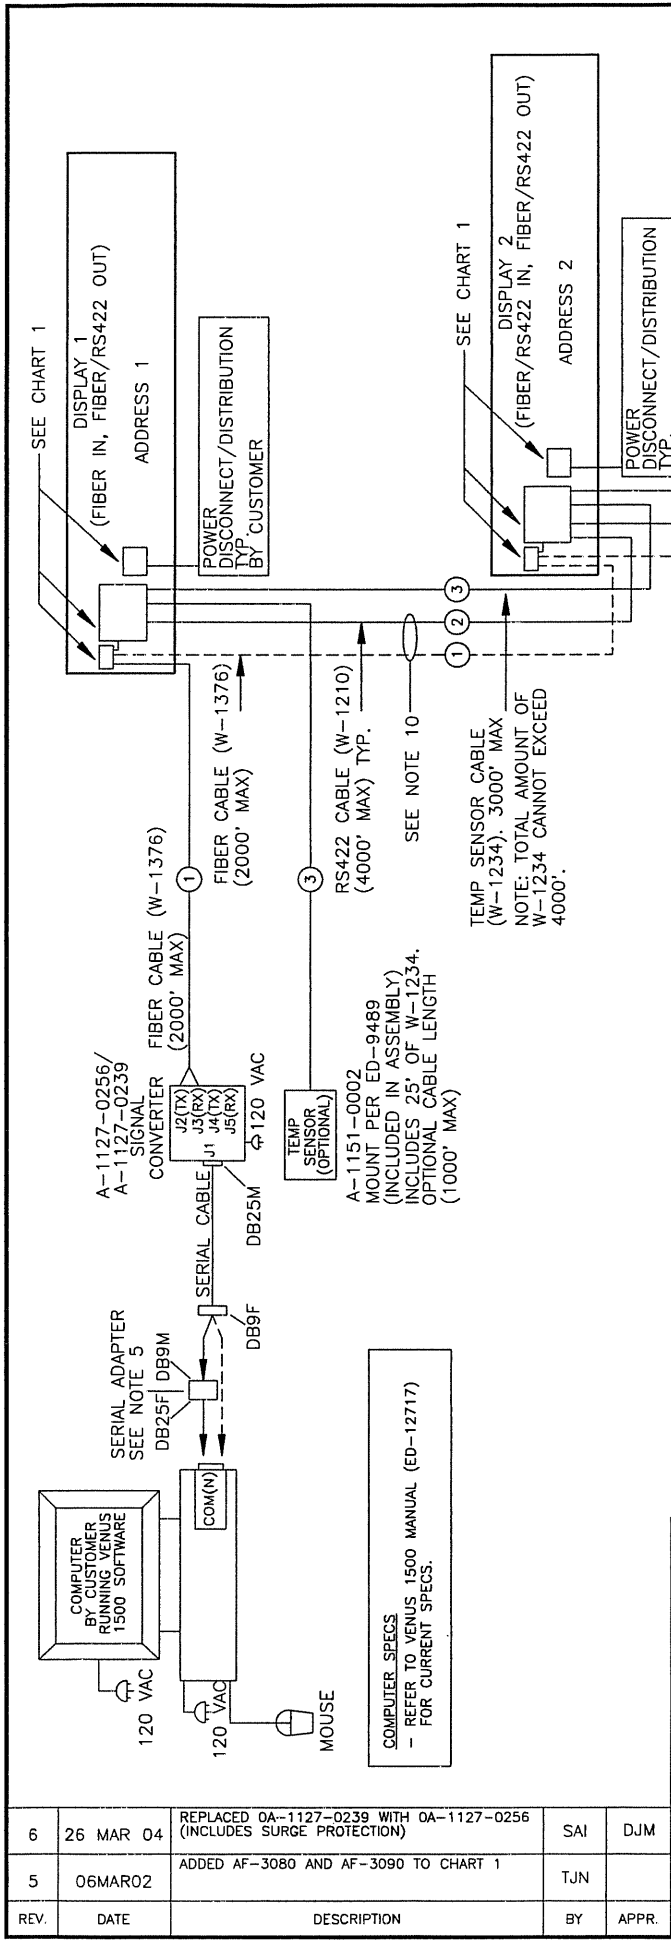 SEE CHART 1
DISPLAY 1
(FIBER IN, FIBER/RS422 OUT)
ADDRESS 1
POWER
DISCONNECT/DISTRIBUTION
TYP.
BY CUSTOMER
SEE CHART 1
DISPLAY 2
(FIBER/RS422 IN, FIBER/RS422 OUT)
ADDRESS 2
POWER
DISCONNECT/DISTRIBUTION
TYP.
3
2
1
FIBER CABLE (W-1376)
(2000' MAX)
RS422 CABLE (W-1210)
(4000' MAX) TYP.
SEE NOTE 10
TEMP SENSOR CABLE
(W-1234). 3000' MAX
NOTE: TOTAL AMOUNT OF
W-1234 CANNOT EXCEED
4000'.
FIBER CABLE (W-1376)
(2000' MAX)
1
3
A-1127-0256/
A-1127-0239
SIGNAL
CONVERTER
J2(TX)
J3(RX)
J4(TX)
J5(RX)
J1
120 VAC
DB25M
SERIAL CABLE
DB9F
TEMP
SENSOR
(OPTIONAL)
A-1151-0002
MOUNT PER ED-9489
(INCLUDED IN ASSEMBLY)
INCLUDES 25' OF W-1234.
OPTIONAL CABLE LENGTH
(1000' MAX)
SERIAL ADAPTER
SEE NOTE 5
DB25F DB9M
COM(N)
COMPUTER
BY CUSTOMER
RUNNING VENUS
1500 SOFTWARE
120 VAC
120 VAC
MOUSE
COMPUTER SPECS
- REFER TO VENUS 1500 MANUAL (ED-12717)
FOR CURRENT SPECS.
6 26 MAR 04 REPLACED 0A-1127-0239 WITH 0A-1127-0256 SAI DJM
(INCLUDES SURGE PROTECTION)
5 06MAR02 ADDED AF-3080 AND AF-3090 TO CHART 1 TJN
REV. DATE DESCRIPTION BY APPR.